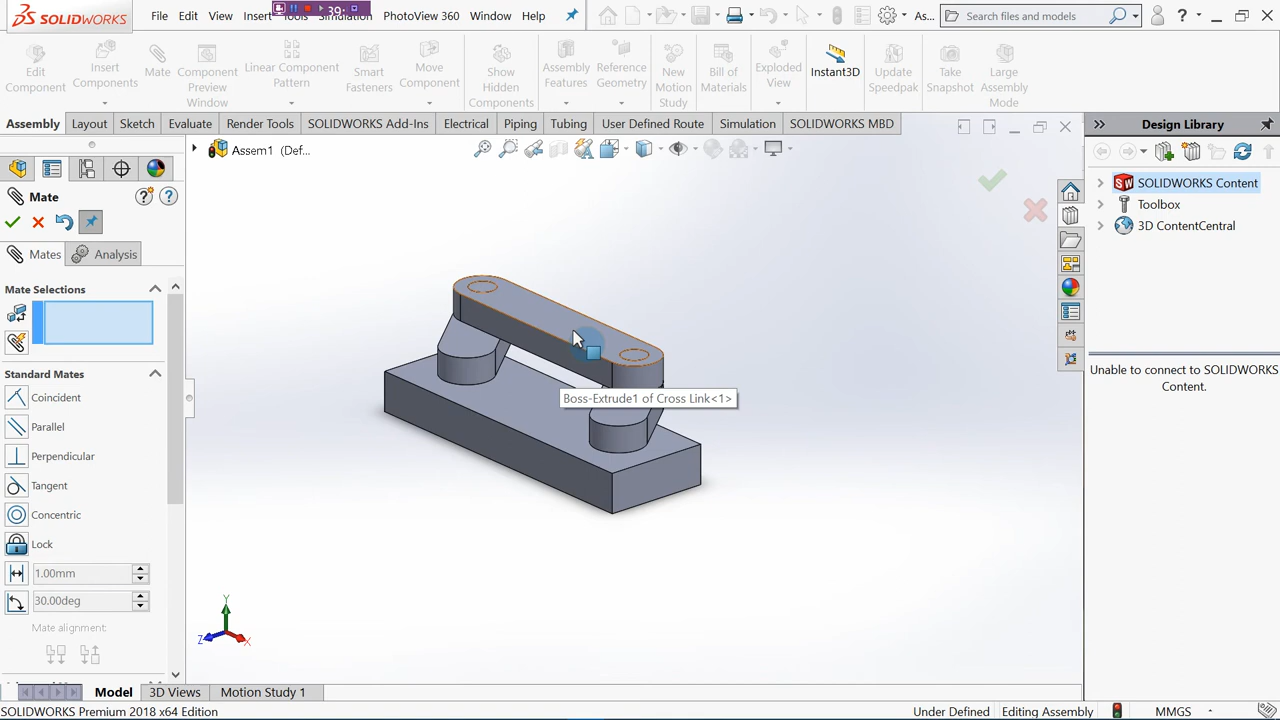 SOLIDWORKS
File
Edit
View
Insert
Tools
Simulation
PhotoView 360
Window
Help
As...
Search files and models
?
Edit Component
Insert Components
Mate
Component Preview Window
Linear Component Pattern
Smart Fasteners
Move Component
Show Hidden Components
Assembly Features
Reference Geometry
New Motion Study
Bill of Materials
Exploded View
Instant3D
Update Speedpak
Take Snapshot
Large Assembly Mode
Assembly
Layout
Sketch
Evaluate
Render Tools
SOLIDWORKS Add-Ins
Electrical
Piping
Tubing
User Defined Route
Simulation
SOLIDWORKS MBD
Design Library
Assem1 (Def...
SOLIDWORKS Content
Toolbox
3D ContentCentral
Mate
Mates
Analysis
Mate Selections
Standard Mates
Coincident
Parallel
Perpendicular
Tangent
Concentric
Lock
1.00mm
30.00deg
Mate alignment:
Boss-Extrude1 of Cross Link<1>
Unable to connect to SOLIDWORKS
Content.
Y
Z
X
Model
3D Views
Motion Study 1
SOLIDWORKS Premium 2018 x64 Edition
Under Defined
Editing Assembly
MMGS